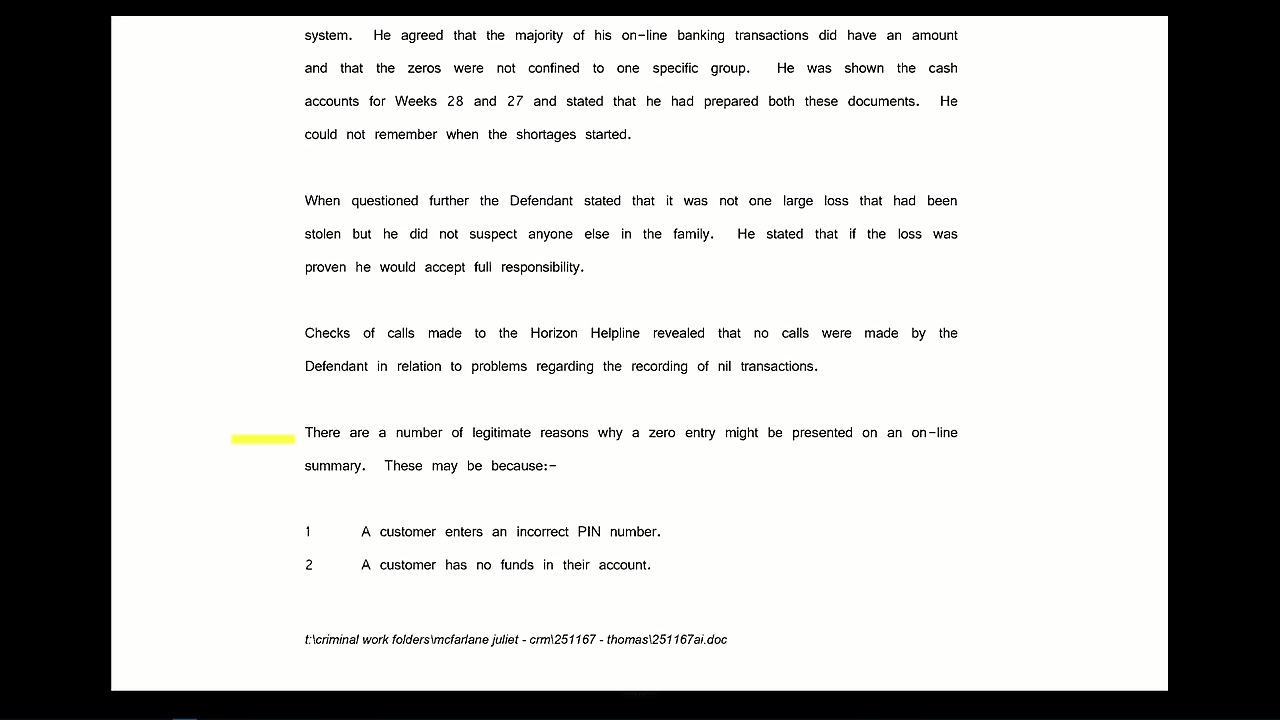 system. He agreed that the majority of his on-line banking transactions did have an amount
and that the zeros were not confined to one specific group. He was shown the cash
accounts for Weeks 28 and 27 and stated that he had prepared both these documents. He
could not remember when the shortages started.
When questioned further the Defendant stated that it was not one large loss that had been
stolen but he did not suspect anyone else in the family. He stated that if the loss was
proven he would accept full responsibility.
Checks of calls made to the Horizon Helpline revealed that no calls were made by the
Defendant in relation to problems regarding the recording of nil transactions.
There are a number of legitimate reasons why a zero entry might be presented on an on-line
summary. These may be because:-
1 A customer enters an incorrect PIN number.
2 A customer has no funds in their account.
t:\criminal work folders\mcfarlane juliet - crm\251167 - thomas\251167ai.doc